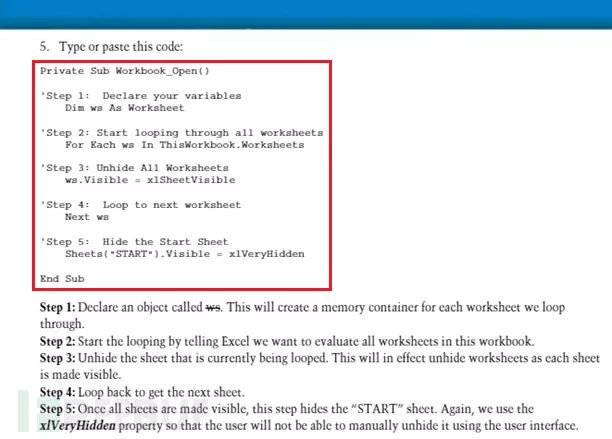 5. Type or paste this code:
Private Sub Workbook_Open()
'Step 1: Declare your variables
Dim ws As Worksheet
'Step 2: Start looping through all worksheets
For Each ws In ThisWorkbook.Worksheets
'Step 3: Unhide All Worksheets
ws.Visible = xlSheetVisible
'Step 4: Loop to next worksheet
Next ws
'Step 5: Hide the Start Sheet
Sheets("START").Visible = xlVeryHidden
End Sub
Step 1: Declare an object called ws. This will create a memory container for each worksheet we loop
through.
Step 2: Start the looping by telling Excel we want to evaluate all worksheets in this workbook.
Step 3: Unhide the sheet that is currently being looped. This will in effect unhide worksheets as each sheet
is made visible.
Step 4: Loop back to get the next sheet.
Step 5: Once all sheets are made visible, this step hides the “START” sheet. Again, we use the
xlVeryHidden property so that the user will not be able to manually unhide it using the user interface.